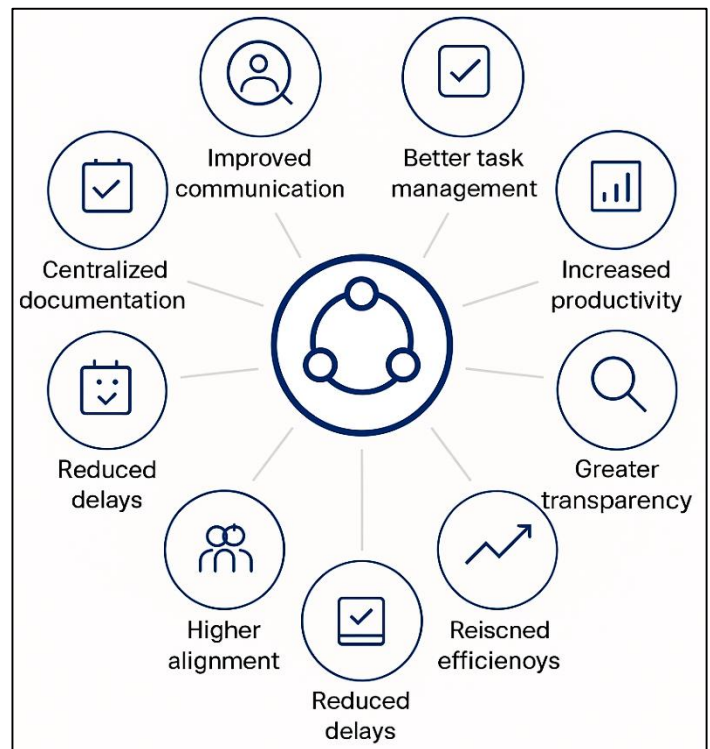 Improved
communication
Better task
management
Centralized
documentation
Increased
productivity
Reduced
delays
Greater
transparency
Higher
alignment
Reiscned
efficienoys
Reduced
delays